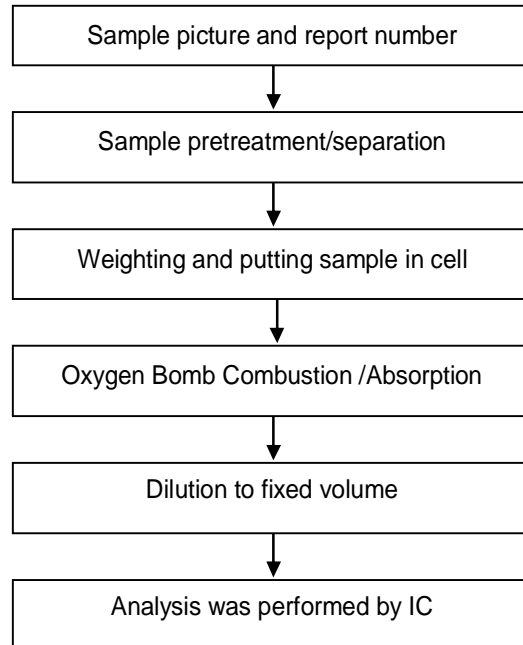 Sample picture and report number
Sample pretreatment/separation
Weighting and putting sample in cell
Oxygen Bomb Combustion /Absorption
Dilution to fixed volume
Analysis was performed by IC